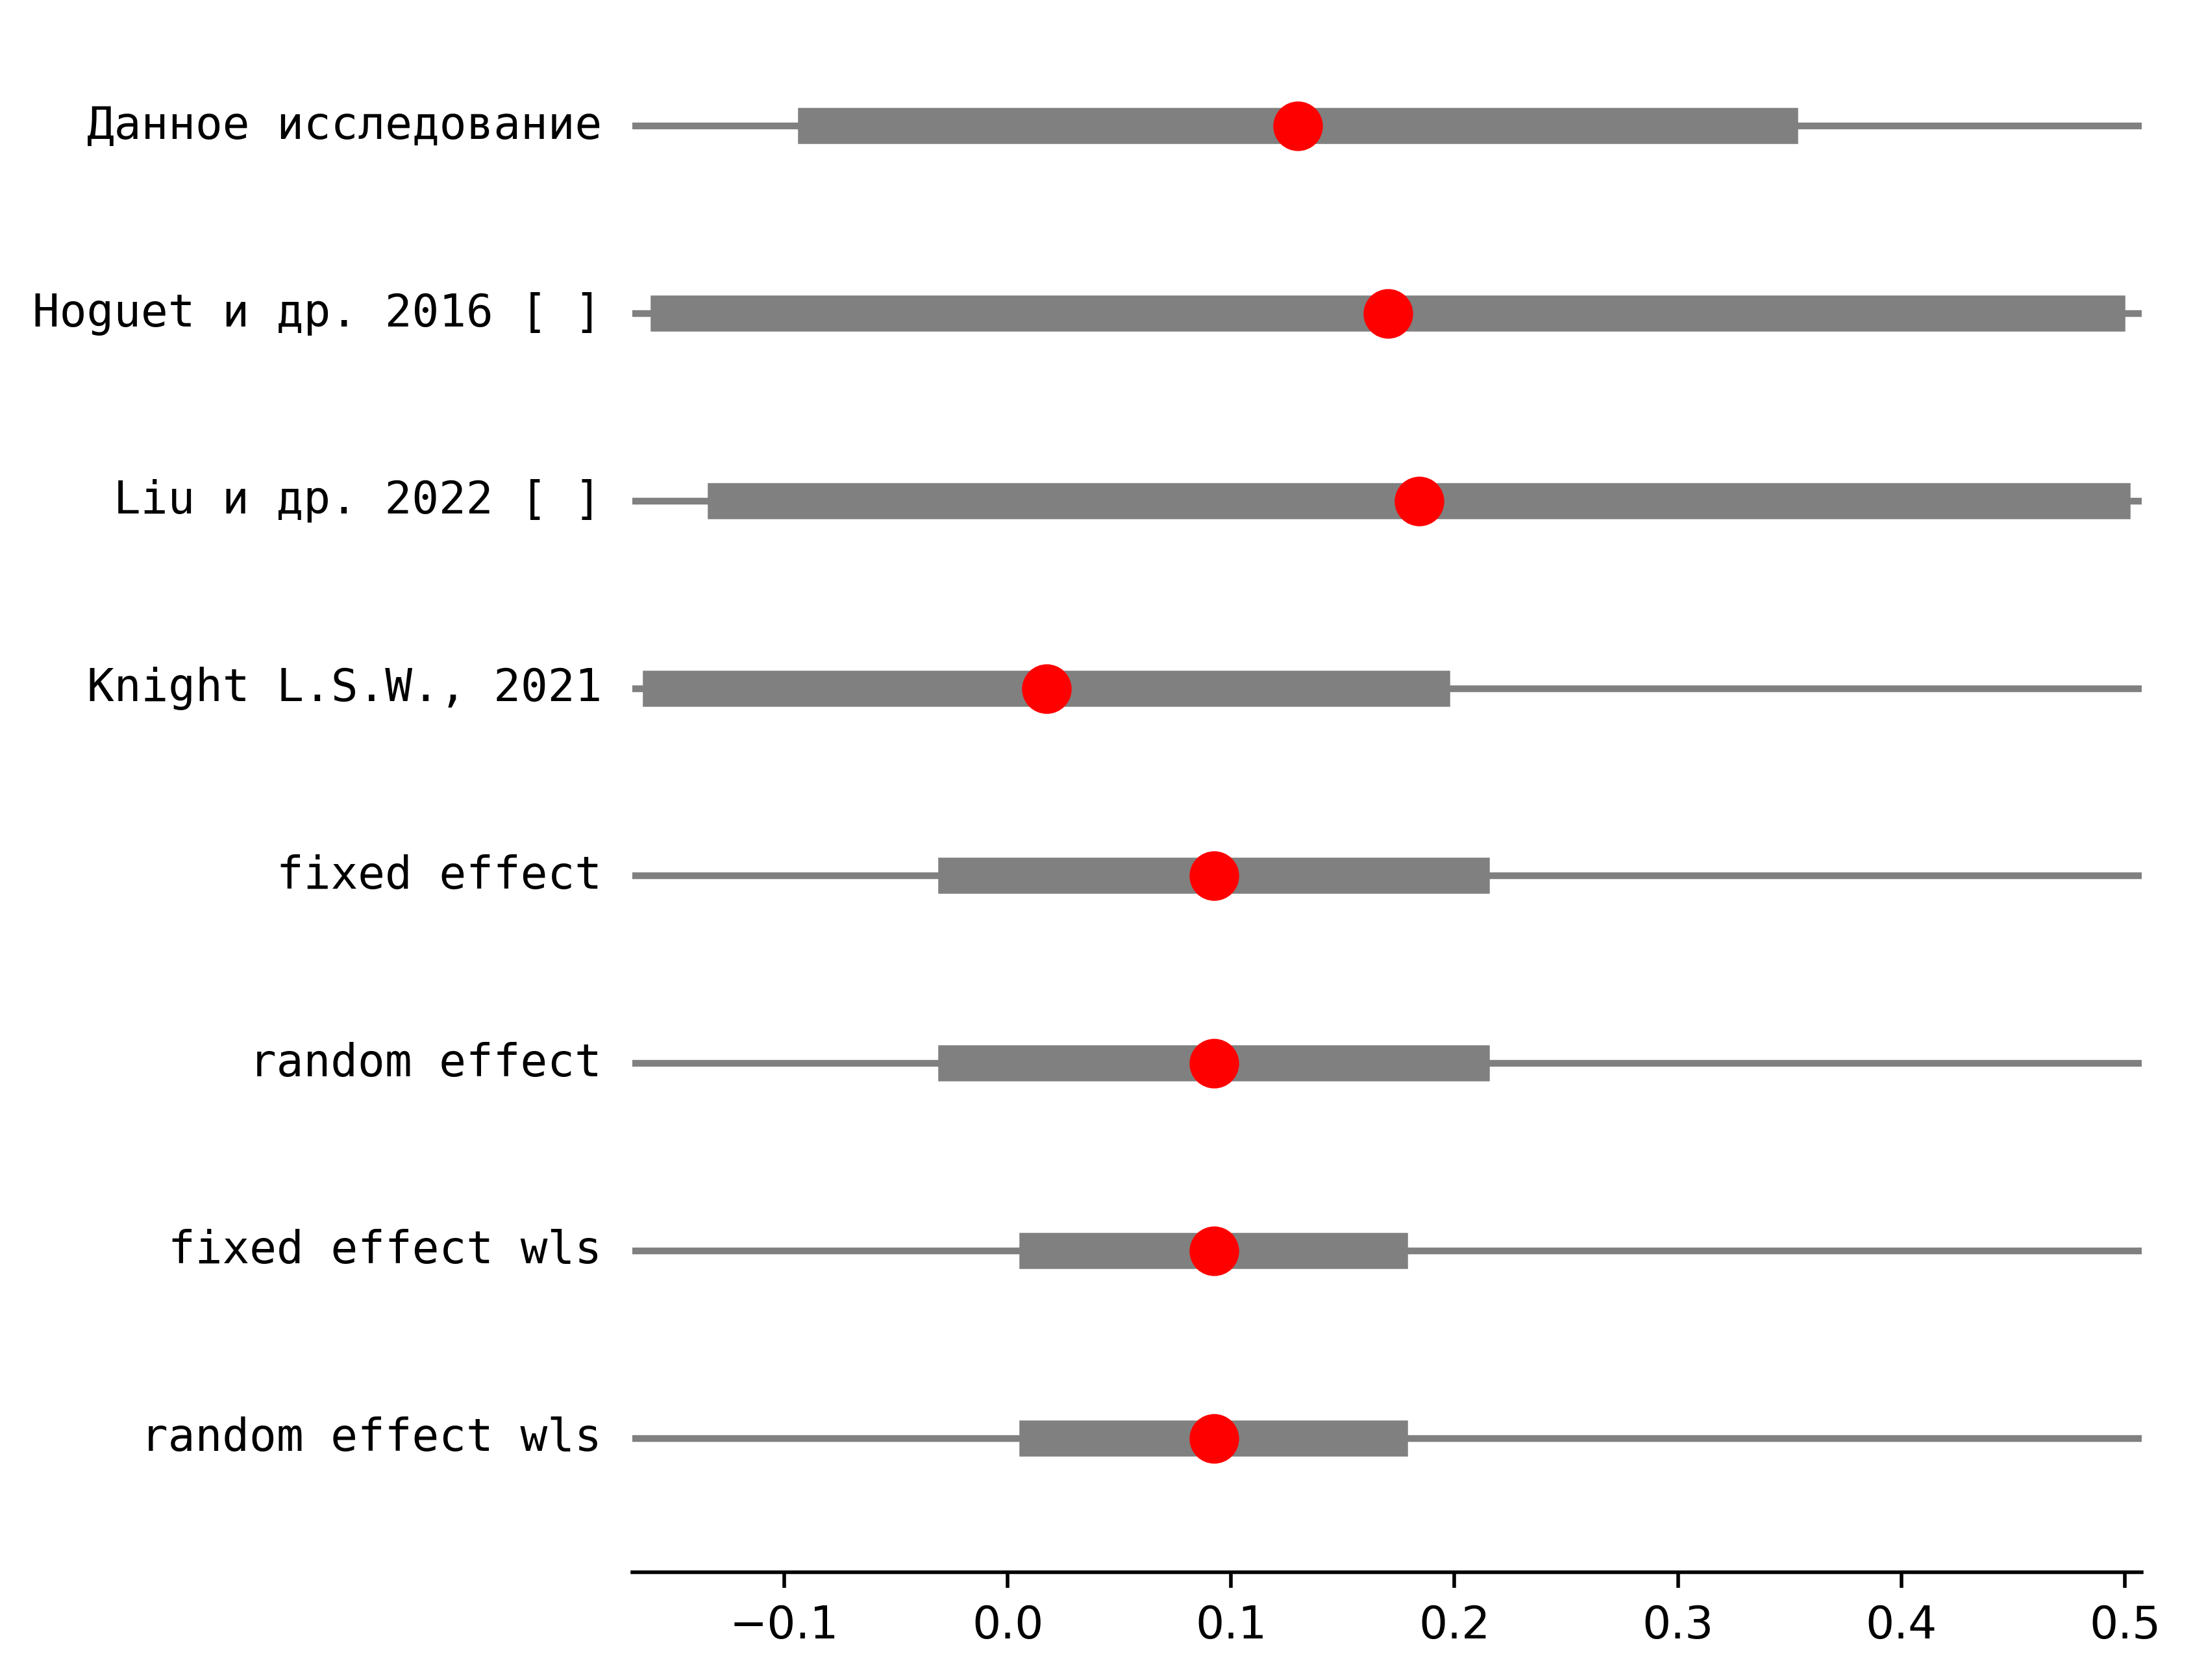 Данное исследование
Hoguet и др. 2016 [ ]
Liu и др. 2022 [ ]
Knight L.S.W., 2021
fixed effect
random effect
fixed effect wls
random effect wls
−0.1 0.0 0.1 0.2 0.3 0.4 0.5